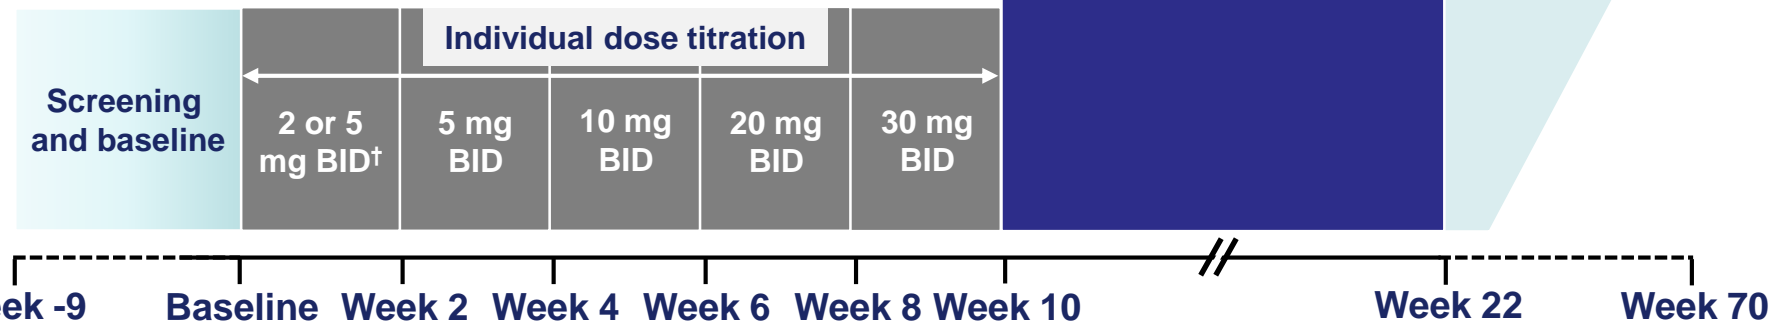 Individual dose titration
Screening
and baseline
2 or 5
mg BID†
5 mg
BID
10 mg
BID
20 mg
BID
30 mg
BID
ek -9
Baseline
Week 2
Week 4
Week 6
Week 8
Week 10
Week 22
Week 70